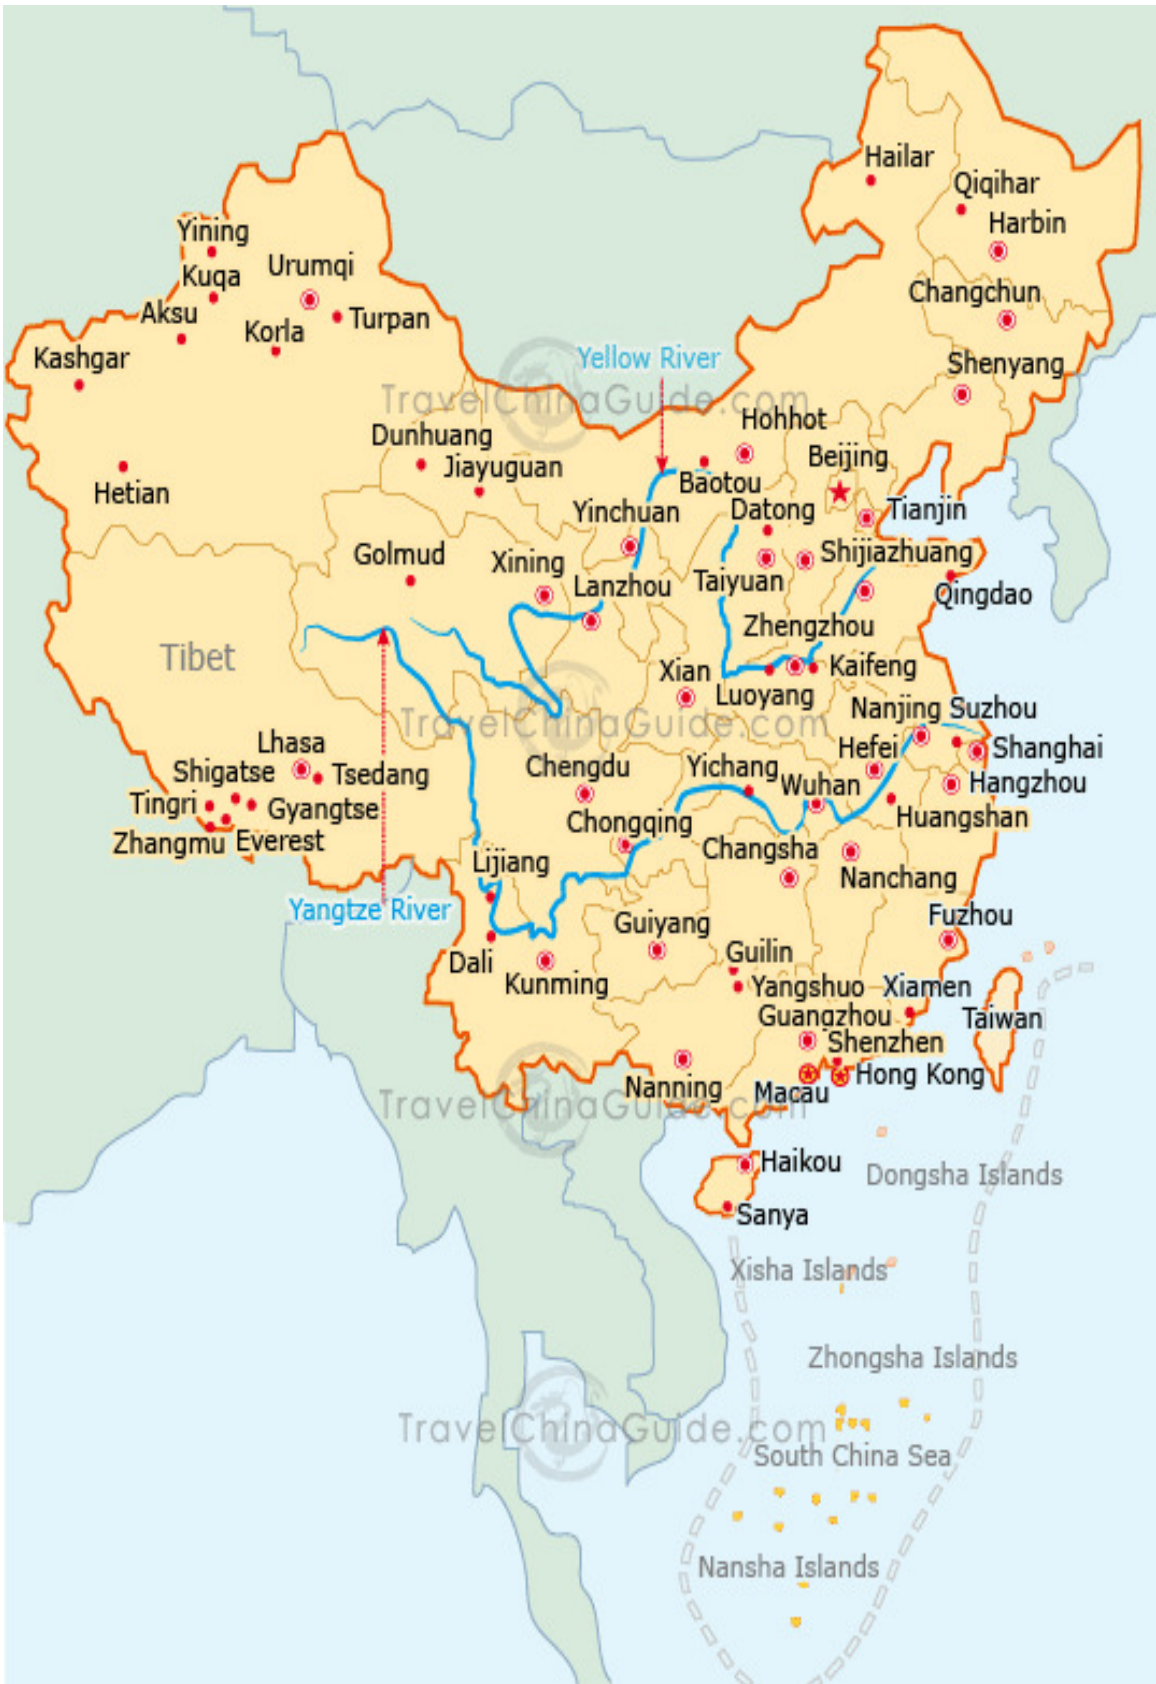 Hailar
Qiqihar
Harbin
Yining
Kuqa
Urumqi
Changchun
Aksu
Korla
Turpan
Kashgar
Yellow River
Shenyang
TravelChinaGuide.com
Hohhot
Dunhuang
Beijing
Jiayuguan
Baotou
Hetian
Yinchuan
Datong
Tianjin
Golmud
Xining
Shijiazhuang
Lanzhou
Taiyuan
Qingdao
Zhengzhou
Tibet
Xian
Kaifeng
Luoyang
TravelChinaGuide.com
Nanjing Suzhou
Lhasa
Hefei
Shanghai
Shigatse
Tsedang
Chengdu
Yichang
Wuhan
Hangzhou
Tingri
Gyangtse
Huangshan
Zhangmu
Everest
Chongqing
Changsha
Lijiang
Nanchang
Yangtze River
Guiyang
Fuzhou
Dali
Guilin
Kunming
Yangshuo
Xiamen
Guangzhou
Taiwan
Shenzhen
Nanning
Macau
Hong Kong
TravelChinaGuide.com
Haikou
Dongsha Islands
Sanya
Xisha Islands
Zhongsha Islands
TravelChinaGuide.com
South China Sea
Nansha Islands